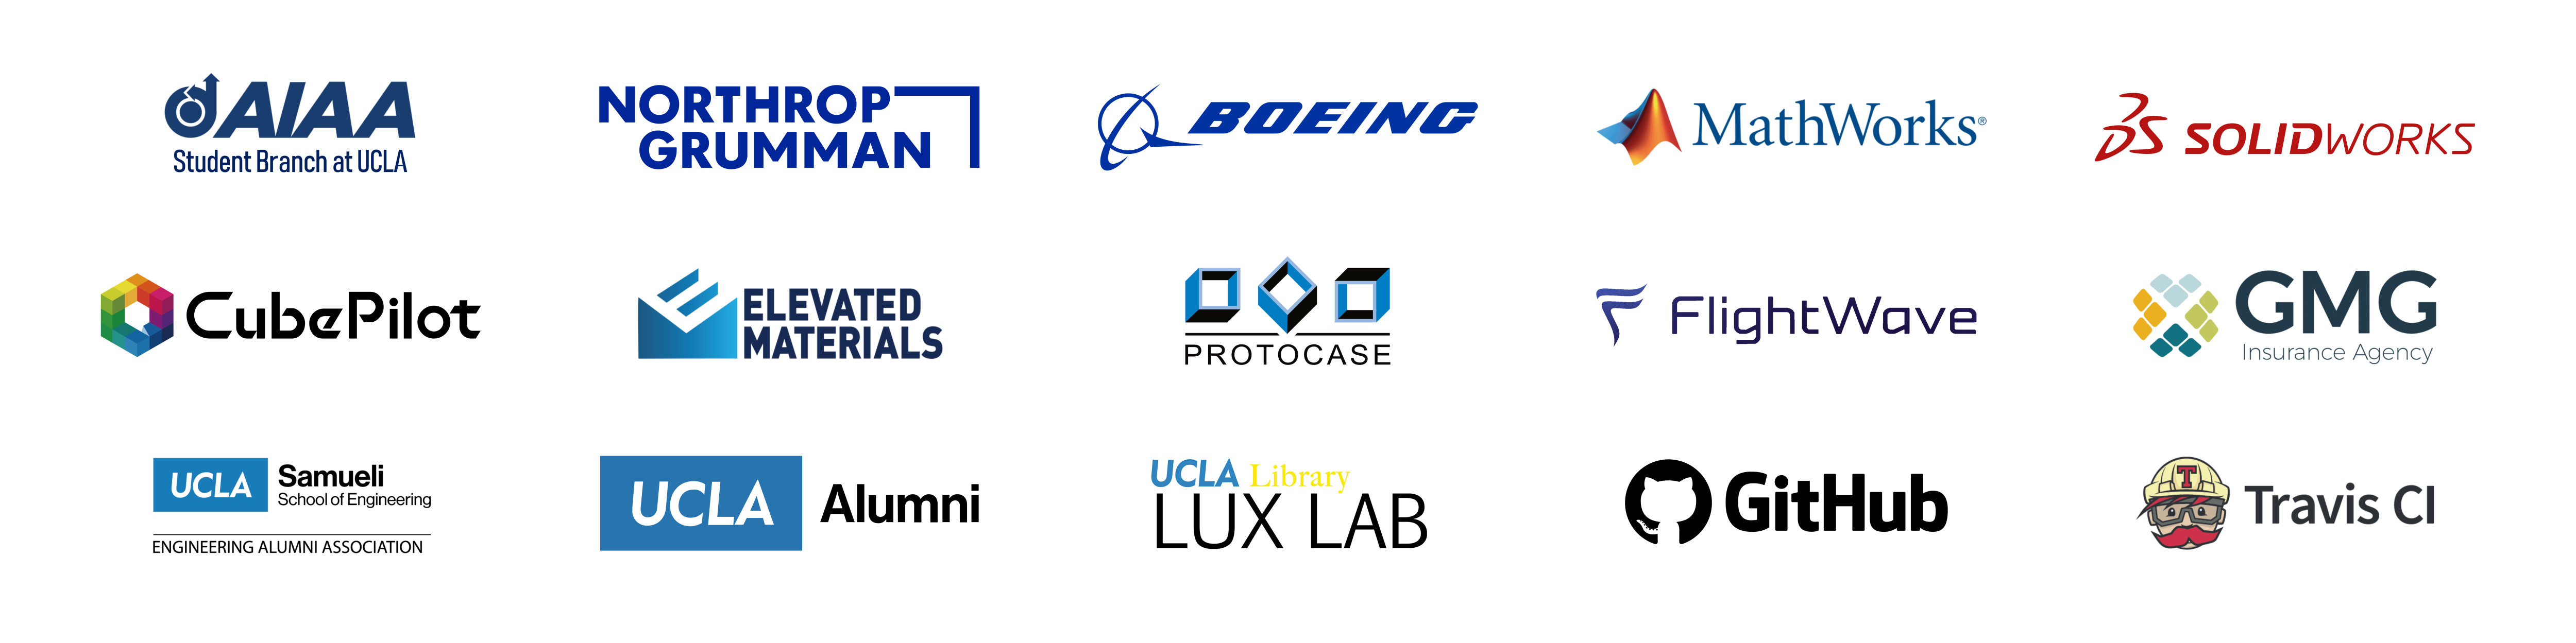 AIAA
Student Branch at UCLA
NORTHROP
GRUMMAN
BOEING
MathWorks®
SOLIDWORKS
CubePilot
ELEVATED
MATERIALS
PROTOCASE
FlightWave
GMG
Insurance Agency
UCLA Samueli
School of Engineering
ENGINEERING ALUMNI ASSOCIATION
UCLA Alumni
UCLA Library
LUX LAB
GitHub
T
Travis CI